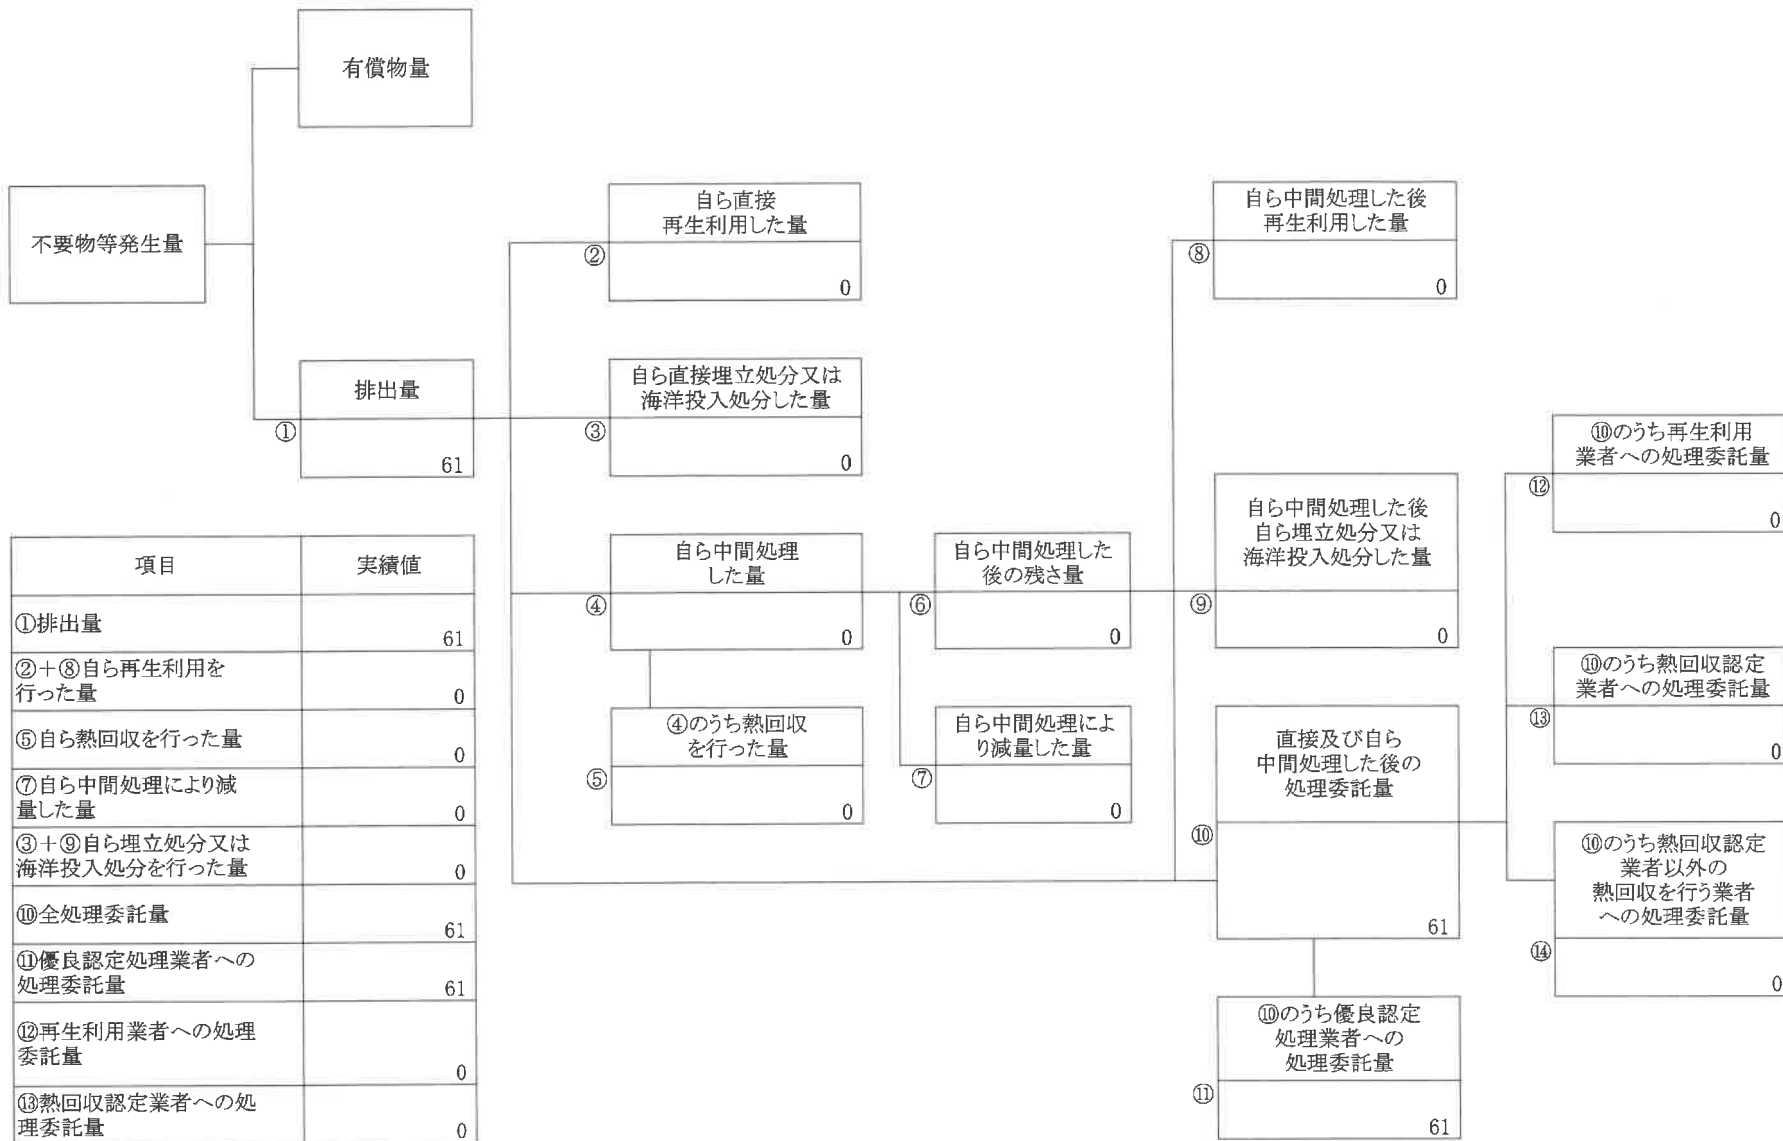 有償物量
不要物等発生量
排出量
①
61
自ら直接
再生利用した量
②
0
自ら直接埋立処分又は
海洋投入処分した量
③
0
自ら中間処理
した量
④
0
④のうち熱回収
を行った量
⑤
0
自ら中間処理した
後の残さ量
⑥
0
自ら中間処理によ
り減量した量
⑦
0
自ら中間処理した後
再生利用した量
⑧
0
自ら中間処理した後
自ら埋立処分又は
海洋投入処分した量
⑨
0
直接及び自ら
中間処理した後の
処理委託量
⑩
61
⑩のうち優良認定
処理業者への
処理委託量
⑪
61
⑩のうち再生利用
業者への処理委託量
⑫
0
⑩のうち熱回収認定
業者への処理委託量
⑬
0
⑩のうち熱回収認定
業者以外の
熱回収を行う業者
への処理委託量
⑭
0
項目 実績値
①排出量 61
②+⑧自ら再生利用を
行った量 0
⑤自ら熱回収を行った量 0
⑦自ら中間処理により減
量した量 0
③+⑨自ら埋立処分又は
海洋投入処分を行った量 0
⑩全処理委託量 61
⑪優良認定処理業者への
処理委託量 61
⑫再生利用業者への処理
委託量 0
⑬熱回収認定業者への処
理委託量 0